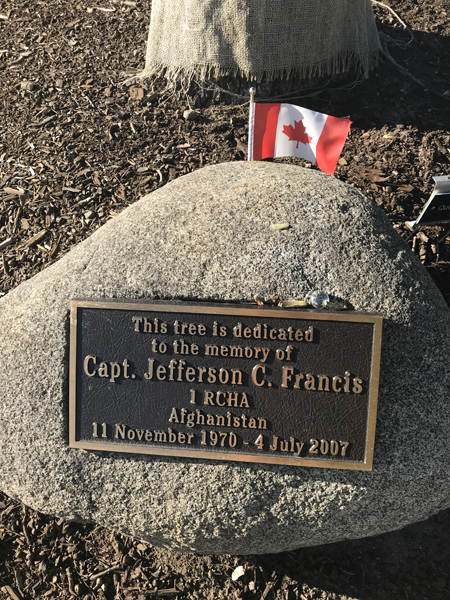 This tree is dedicated
to the memory of
Capt. Jefferson C. Francis
1 RCHA
Afghanistan
11 November 1970 - 4 July 2007